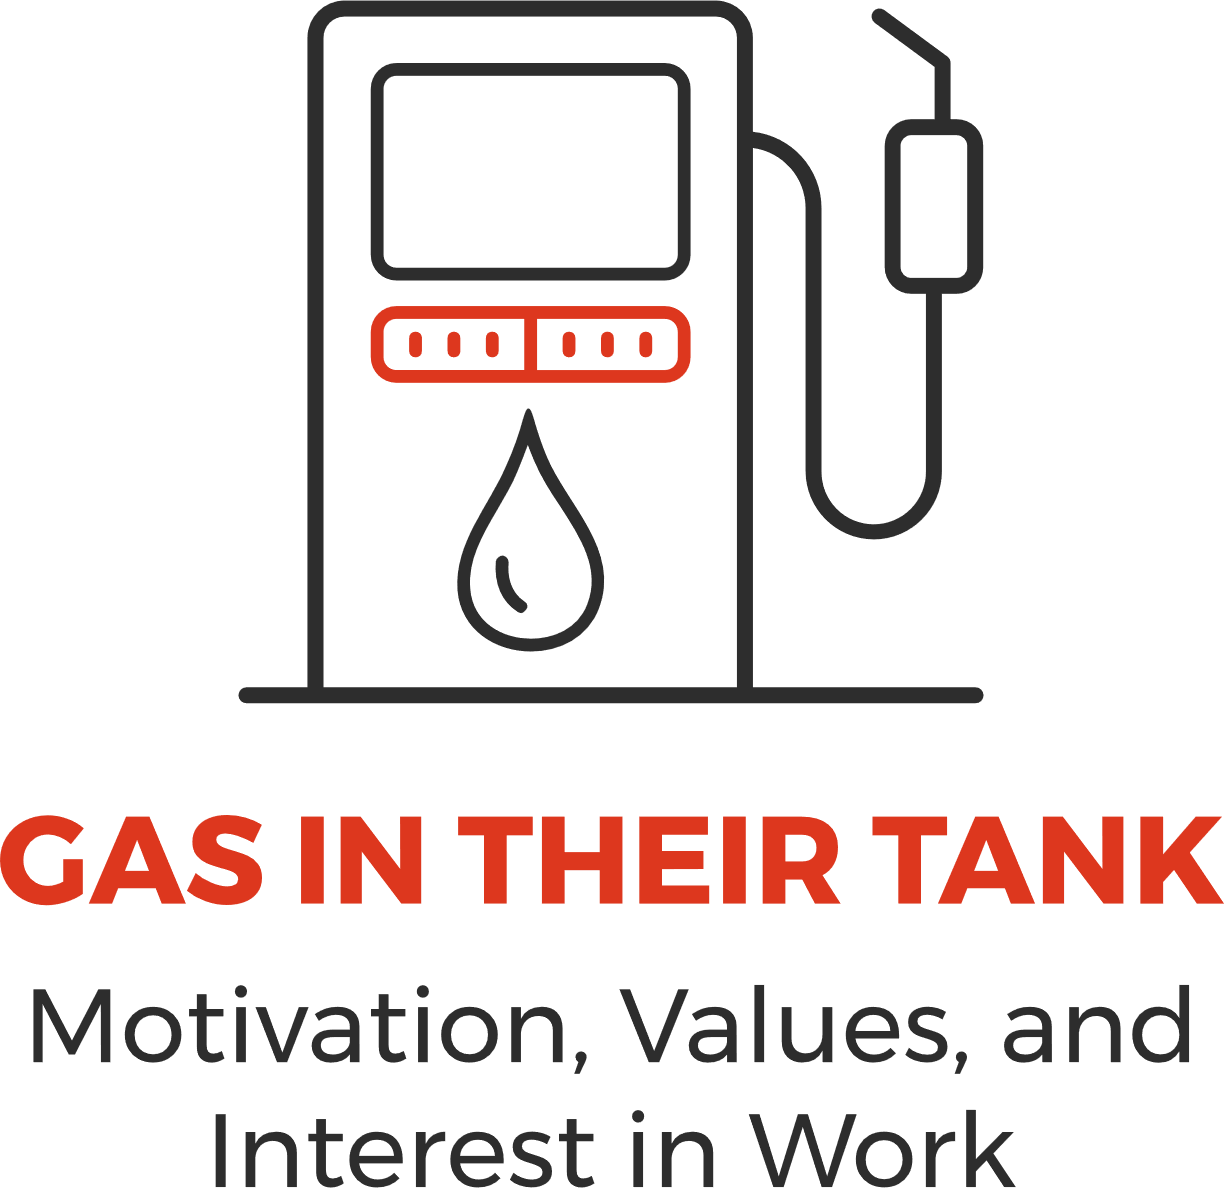 GAS IN THEIR TANK
Motivation, Values, and
Interest in Work